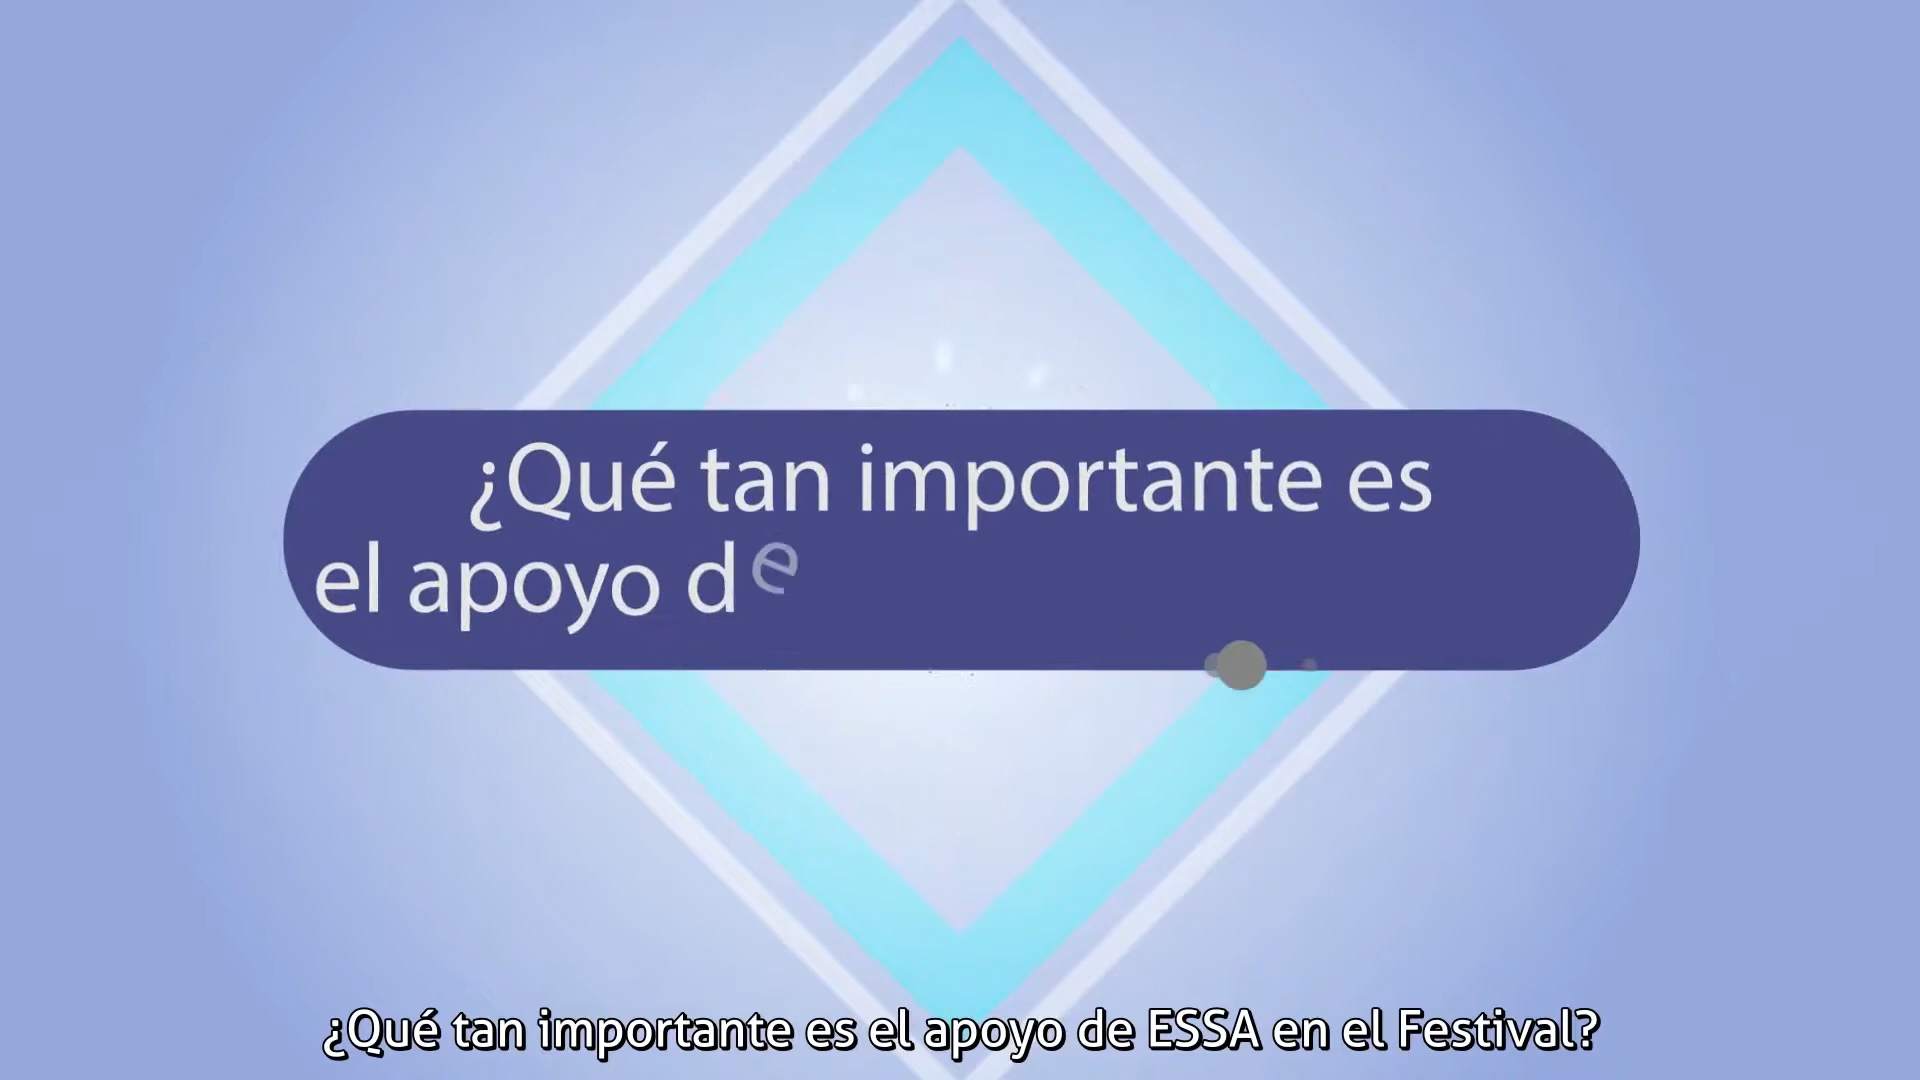 ¿Qué tan importante es
el apoyo de
¿Qué tan importante es el apoyo de ESSA en el Festival?